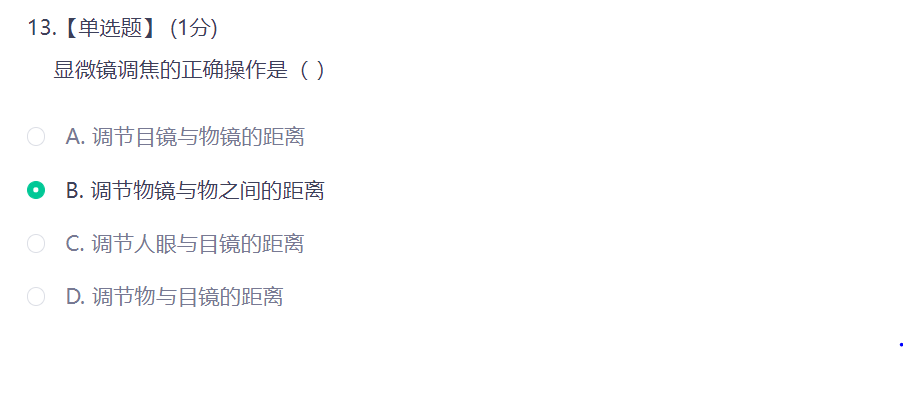 13.【单选题】 (1分)
显微镜调焦的正确操作是（ ）
A. 调节目镜与物镜的距离
B. 调节物镜与物之间的距离
C. 调节人眼与目镜的距离
D. 调节物与目镜的距离